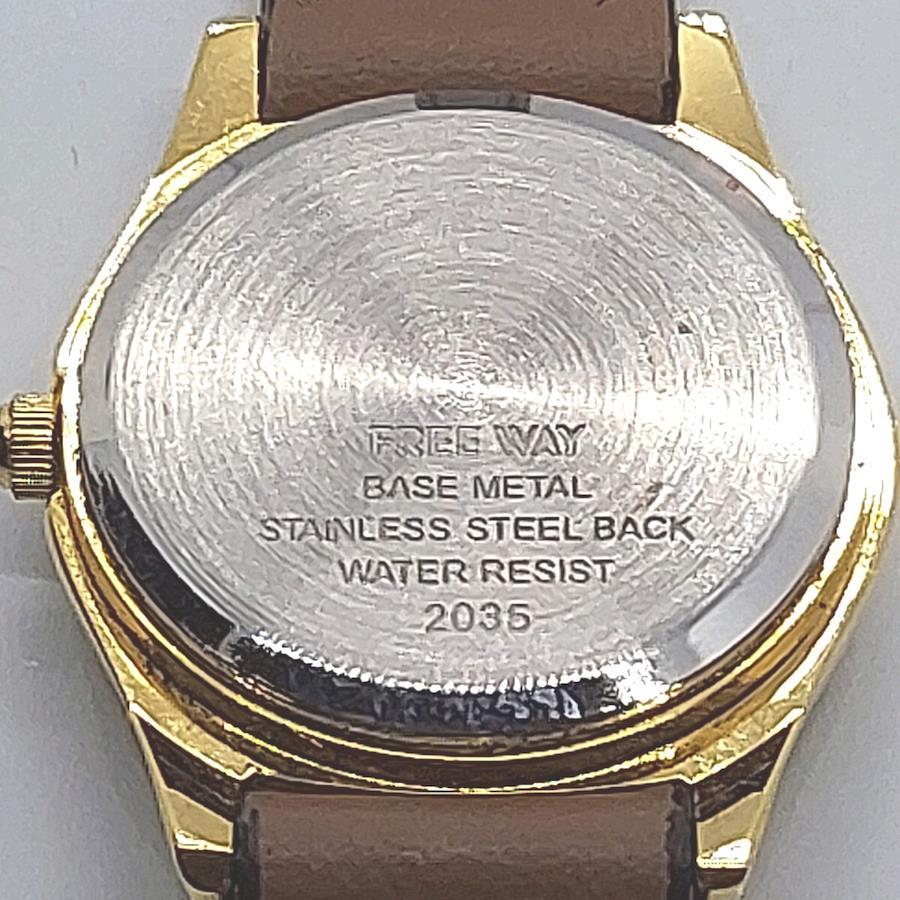 FREE WAY
BASE METAL
STAINLESS STEEL BACK
WATER RESIST
2035